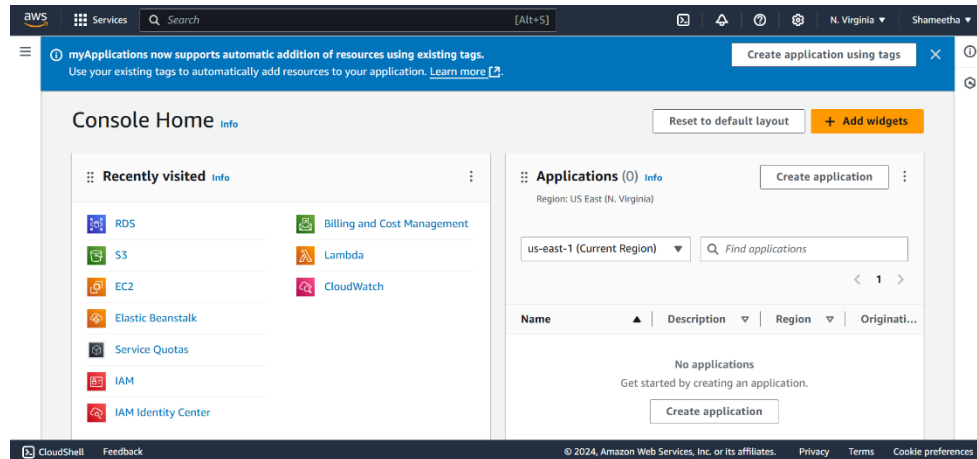 aws
Services
Search
[Alt+S]
N. Virginia
Shameetha
myApplications now supports automatic addition of resources using existing tags.
Use your existing tags to automatically add resources to your application. Learn more.
Create application using tags
Console Home Info
Reset to default layout
+ Add widgets
Recently visited Info
RDS
S3
EC2
Elastic Beanstalk
Service Quotas
IAM
IAM Identity Center
Billing and Cost Management
Lambda
CloudWatch
Applications (0) Info
Region: US East (N. Virginia)
Create application
us-east-1 (Current Region)
Find applications
1
Name
Description
Region
Originati...
No applications
Get started by creating an application.
Create application
CloudShell
Feedback
© 2024, Amazon Web Services, Inc. or its affiliates.
Privacy
Terms
Cookie preferences